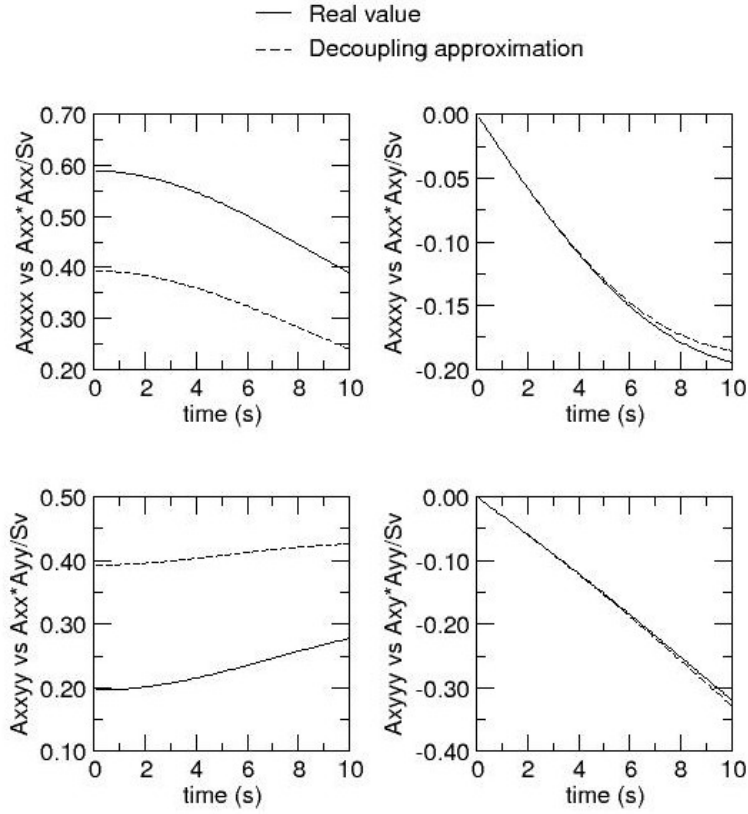 Real value
Decoupling approximation
Axxxx vs Axx*Axx/Sv
0.70
0.60
0.50
0.40
0.30
0.20
0 2 4 6 8 10
time (s)
Axxxy vs Axx*Axy/Sv
0.00
-0.05
-0.10
-0.15
-0.20
0 2 4 6 8 10
time (s)
Axxyy vs Axx*Ayy/Sv
0.50
0.40
0.30
0.20
0.10
0 2 4 6 8 10
time (s)
Axyyy vs Axy*Ayy/Sv
0.00
-0.10
-0.20
-0.30
-0.40
0 2 4 6 8 10
time (s)